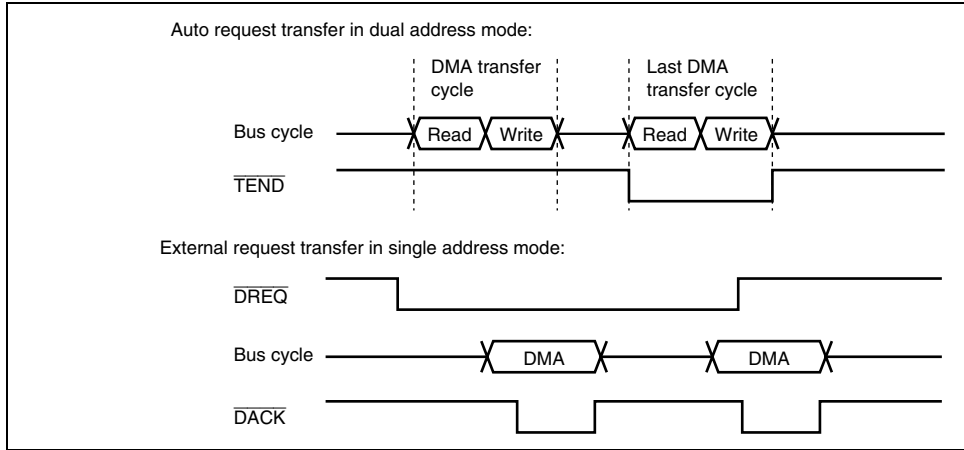 Auto request transfer in dual address mode:
DMA transfer cycle
Last DMA transfer cycle
Bus cycle
Read
Write
Read
Write
TEND
External request transfer in single address mode:
DREQ
Bus cycle
DMA
DMA
DACK